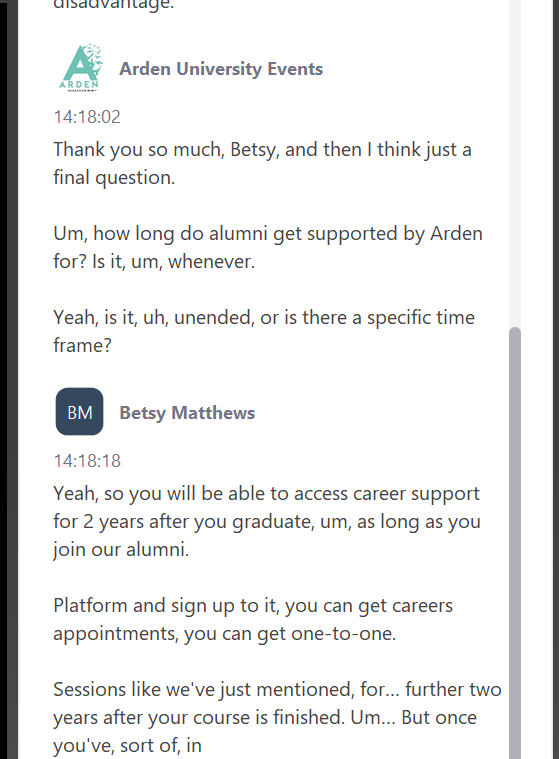 disadvantage.
ARDEN
Arden University Events
14:18:02
Thank you so much, Betsy, and then I think just a
final question.
Um, how long do alumni get supported by Arden
for? Is it, um, whenever.
Yeah, is it, uh, unended, or is there a specific time
frame?
BM
Betsy Matthews
14:18:18
Yeah, so you will be able to access career support
for 2 years after you graduate, um, as long as you
join our alumni.
Platform and sign up to it, you can get careers
appointments, you can get one-to-one.
Sessions like we've just mentioned, for... further two
years after your course is finished. Um... But once
you've, sort of, in